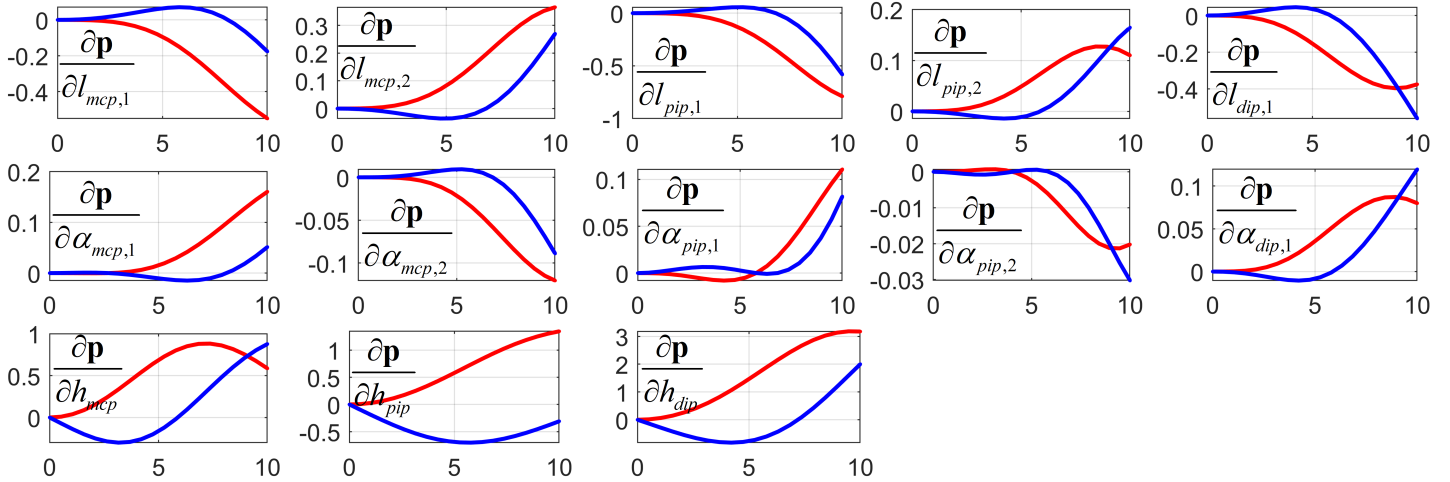 0
-0.2
-0.4
∂p
∂l_mcp,1
0 5 10
0.3
0.2
0.1
0
∂p
∂l_mcp,2
0 5 10
0
-0.5
-1
∂p
∂l_pip,1
0 5 10
0.2
0.1
0
∂p
∂l_pip,2
0 5 10
0
-0.2
-0.4
∂p
∂l_dip,1
0 5 10
0.2
0.1
0
∂p
∂α_mcp,1
0 5 10
0
-0.05
-0.1
∂p
∂α_mcp,2
0 5 10
0.1
0.05
0
∂p
∂α_pip,1
0 5 10
0
-0.01
-0.02
-0.03
∂p
∂α_pip,2
0 5 10
0.1
0.05
0
∂p
∂α_dip,1
0 5 10
1
0.5
0
∂p
∂h_mcp
0 5 10
1
0.5
0
-0.5
∂p
∂h_pip
0 5 10
3
2
1
0
∂p
∂h_dip
0 5 10